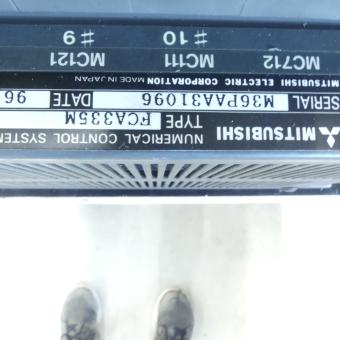 MITSUBISHI NUMERICAL CONTROL SYSTEM
TYPE FCA335M
SERIAL M36PAA31096 DATE 96
MITSUBISHI ELECTRIC CORPORATION MADE IN JAPAN
MC712 MC111 MC121
#10 #9